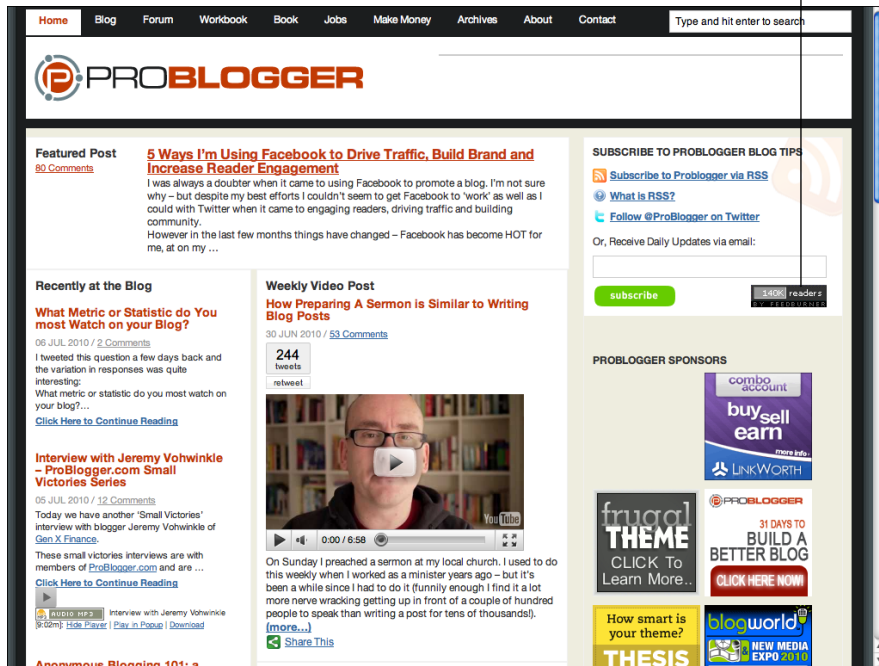 Home Blog Forum Workbook Book Jobs Make Money Archives About Contact Type and hit enter to search
PROBLOGGER
Featured Post
80 Comments
5 Ways I'm Using Facebook to Drive Traffic, Build Brand and
Increase Reader Engagement
I was always a doubter when it came to using Facebook to promote a blog. I'm not sure
why – but despite my best efforts I couldn't seem to get Facebook to 'work' as well as I
could with Twitter when it came to engaging readers, driving traffic and building
community.
However in the last few months things have changed – Facebook has become HOT for
me, at on my …
SUBSCRIBE TO PROBLOGGER BLOG TIPS
Subscribe to Problogger via RSS
What is RSS?
Follow @ProBlogger on Twitter
Or, Receive Daily Updates via email:
subscribe
140K readers
BY FEEDBURNER
Recently at the Blog
What Metric or Statistic do You
most Watch on your Blog?
06 JUL 2010 / 2 Comments
I tweeted this question a few days back and
the variation in responses was quite
interesting:
What metric or statistic do you most watch on
your blog?…
Click Here to Continue Reading
Interview with Jeremy Vohwinkle
– ProBlogger.com Small
Victories Series
05 JUL 2010 / 12 Comments
Today we have another 'Small Victories'
interview with blogger Jeremy Vohwinkle of
Gen X Finance.
These small victories interviews are with
members of ProBlogger.com and are …
Click Here to Continue Reading
AUDIO MP3 Interview with Jeremy Vohwinkle
[9:02m]: Hide Player | Play in Popup | Download
Anonymous Blogging 101: a
Weekly Video Post
How Preparing A Sermon is Similar to Writing
Blog Posts
30 JUN 2010 / 53 Comments
244
tweets
retweet
You Tube
0:00 / 6:58
On Sunday I preached a sermon at my local church. I used to do
this weekly when I worked as a minister years ago – but it's
been a while since I had to do it (funnily enough I find it a lot
more nerve wracking getting up in front of a couple of hundred
people to speak than writing a post for tens of thousands!).
(more...)
Share This
PROBLOGGER SPONSORS
combo
account
buy
sell
earn
more info
LINKWORTH
frugal
THEME
CLICK To
Learn More..
PROBLOGGER
31 DAYS TO
BUILD A
BETTER BLOG
CLICK HERE NOW!
How smart is
your theme?
THESIS
blogworld
& NEW MEDIA
EXPO 2010